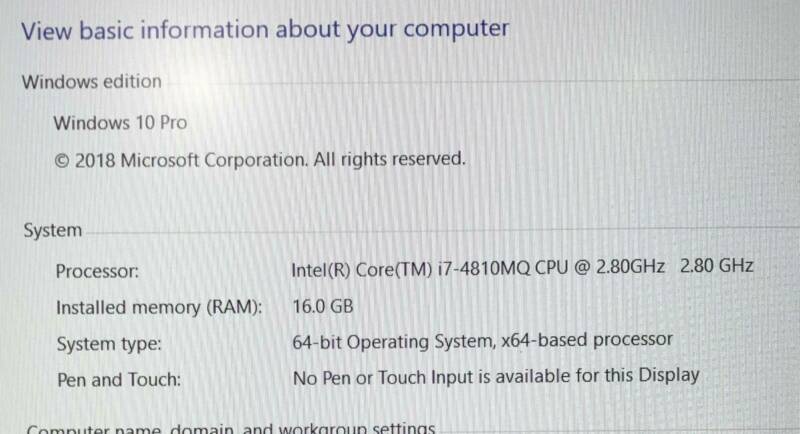 View basic information about your computer
Windows edition
Windows 10 Pro
© 2018 Microsoft Corporation. All rights reserved.
System
Processor: Intel(R) Core(TM) i7-4810MQ CPU @ 2.80GHz 2.80 GHz
Installed memory (RAM): 16.0 GB
System type: 64-bit Operating System, x64-based processor
Pen and Touch: No Pen or Touch Input is available for this Display
Computer name, domain, and workgroup settings